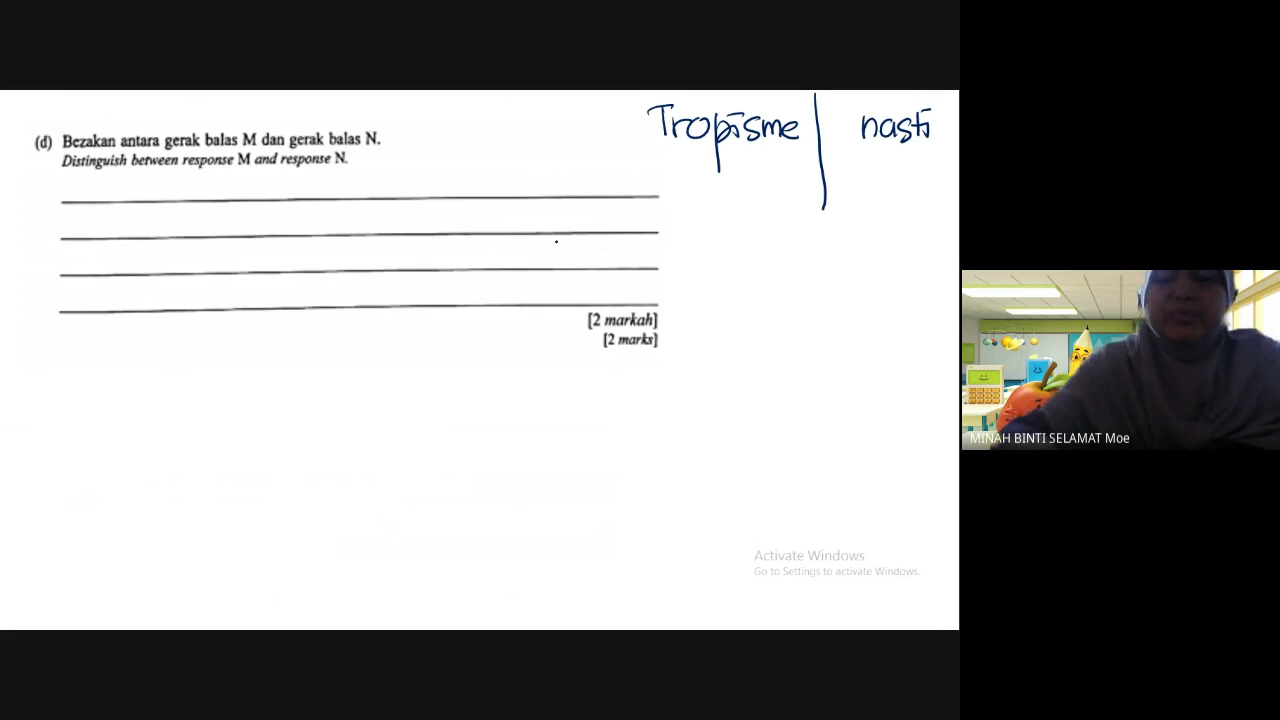 Tropisme | nasti
(d) Bezakan antara gerak balas M dan gerak balas N.
Distinguish between response M and response N.
[2 markah]
[2 marks]
MINAH BINTI SELAMAT Moe
Activate Windows
Go to Settings to activate Windows.